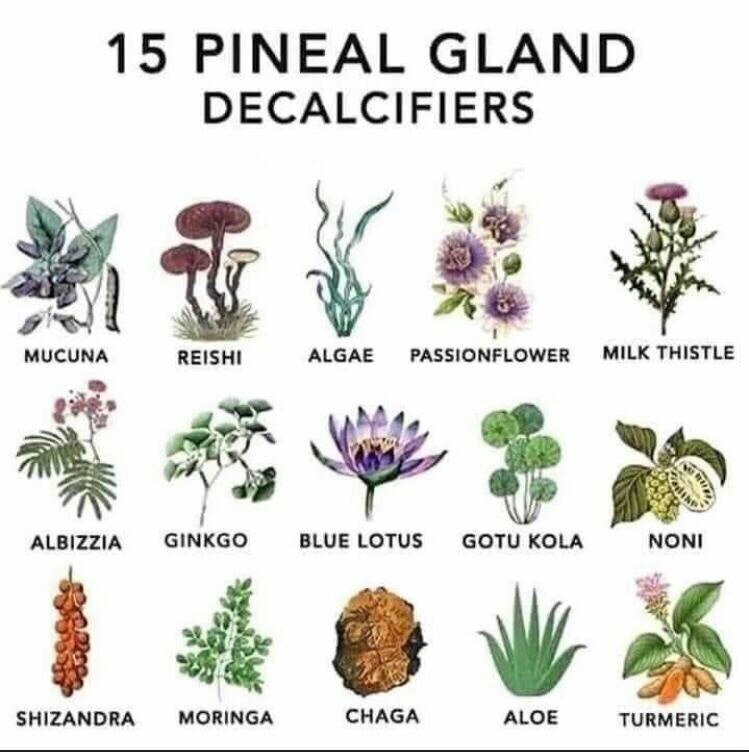 15 PINEAL GLAND
DECALCIFIERS
MUCUNA
REISHI
ALGAE
PASSIONFLOWER
MILK THISTLE
ALBIZZIA
GINKGO
BLUE LOTUS
GOTU KOLA
NONI
SHIZANDRA
MORINGA
CHAGA
ALOE
TURMERIC